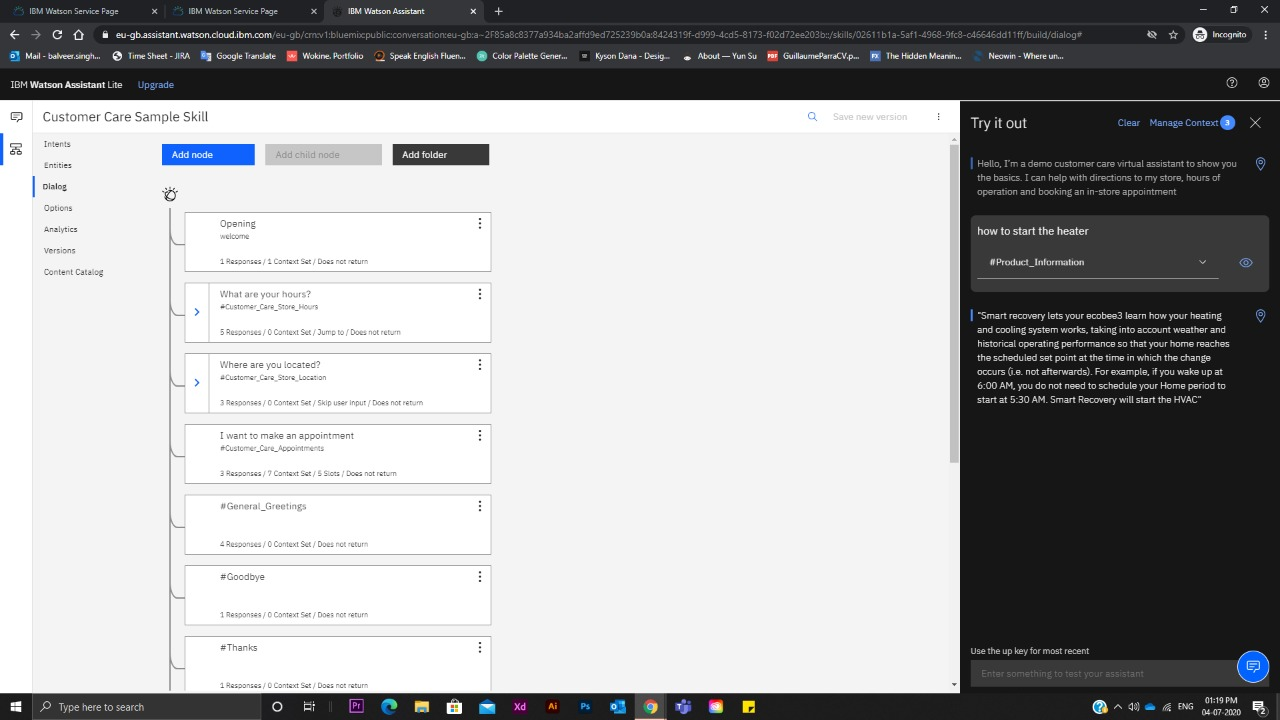 IBM Watson Service Page
IBM Watson Service Page
IBM Watson Assistant
eu-gb.assistant.watson.cloud.ibm.com/eu-gb/crn:v1:bluemix:public:conversation:eu-gb:a~2F85a8c8377a934ba2affd9ed725239b0a:8424319f-d999-4cd5-8173-f02d72ee203b::/skills/02611b1a-5af1-4968-9fc8-c46646dd11ff/build/dialog#
Incognito
Mail - balveer.singh...
Time Sheet - JIRA
Google Translate
Wokine. Portfolio
Speak English Fluen...
Color Palette Gener...
Kyson Dana - Desig...
About — Yun Su
GuillaumeParraCV.p...
The Hidden Meanin...
Neowin - Where un...
IBM Watson Assistant Lite
Upgrade
Customer Care Sample Skill
Save new version
Intents
Entities
Dialog
Options
Analytics
Versions
Content Catalog
Add node
Add child node
Add folder
Opening
welcome
1 Responses / 1 Context Set / Does not return
What are your hours?
#Customer_Care_Store_Hours
5 Responses / 0 Context Set / Jump to / Does not return
Where are you located?
#Customer_Care_Store_Location
3 Responses / 0 Context Set / Skip user input / Does not return
I want to make an appointment
#Customer_Care_Appointments
3 Responses / 7 Context Set / 5 Slots / Does not return
#General_Greetings
4 Responses / 0 Context Set / Does not return
#Goodbye
1 Responses / 0 Context Set / Does not return
#Thanks
1 Responses / 0 Context Set / Does not return
Try it out
Clear
Manage Context 3
Hello, I'm a demo customer care virtual assistant to show you
the basics. I can help with directions to my store, hours of
operation and booking an in-store appointment
how to start the heater
#Product_Information
"Smart recovery lets your ecobee3 learn how your heating
and cooling system works, taking into account weather and
historical operating performance so that your home reaches
the scheduled set point at the time in which the change
occurs (i.e. not afterwards). For example, if you wake up at
6:00 AM, you do not need to schedule your Home period to
start at 5:30 AM. Smart Recovery will start the HVAC"
Use the up key for most recent
Enter something to test your assistant
Type here to search
ENG
01:19 PM
04-07-2020
2